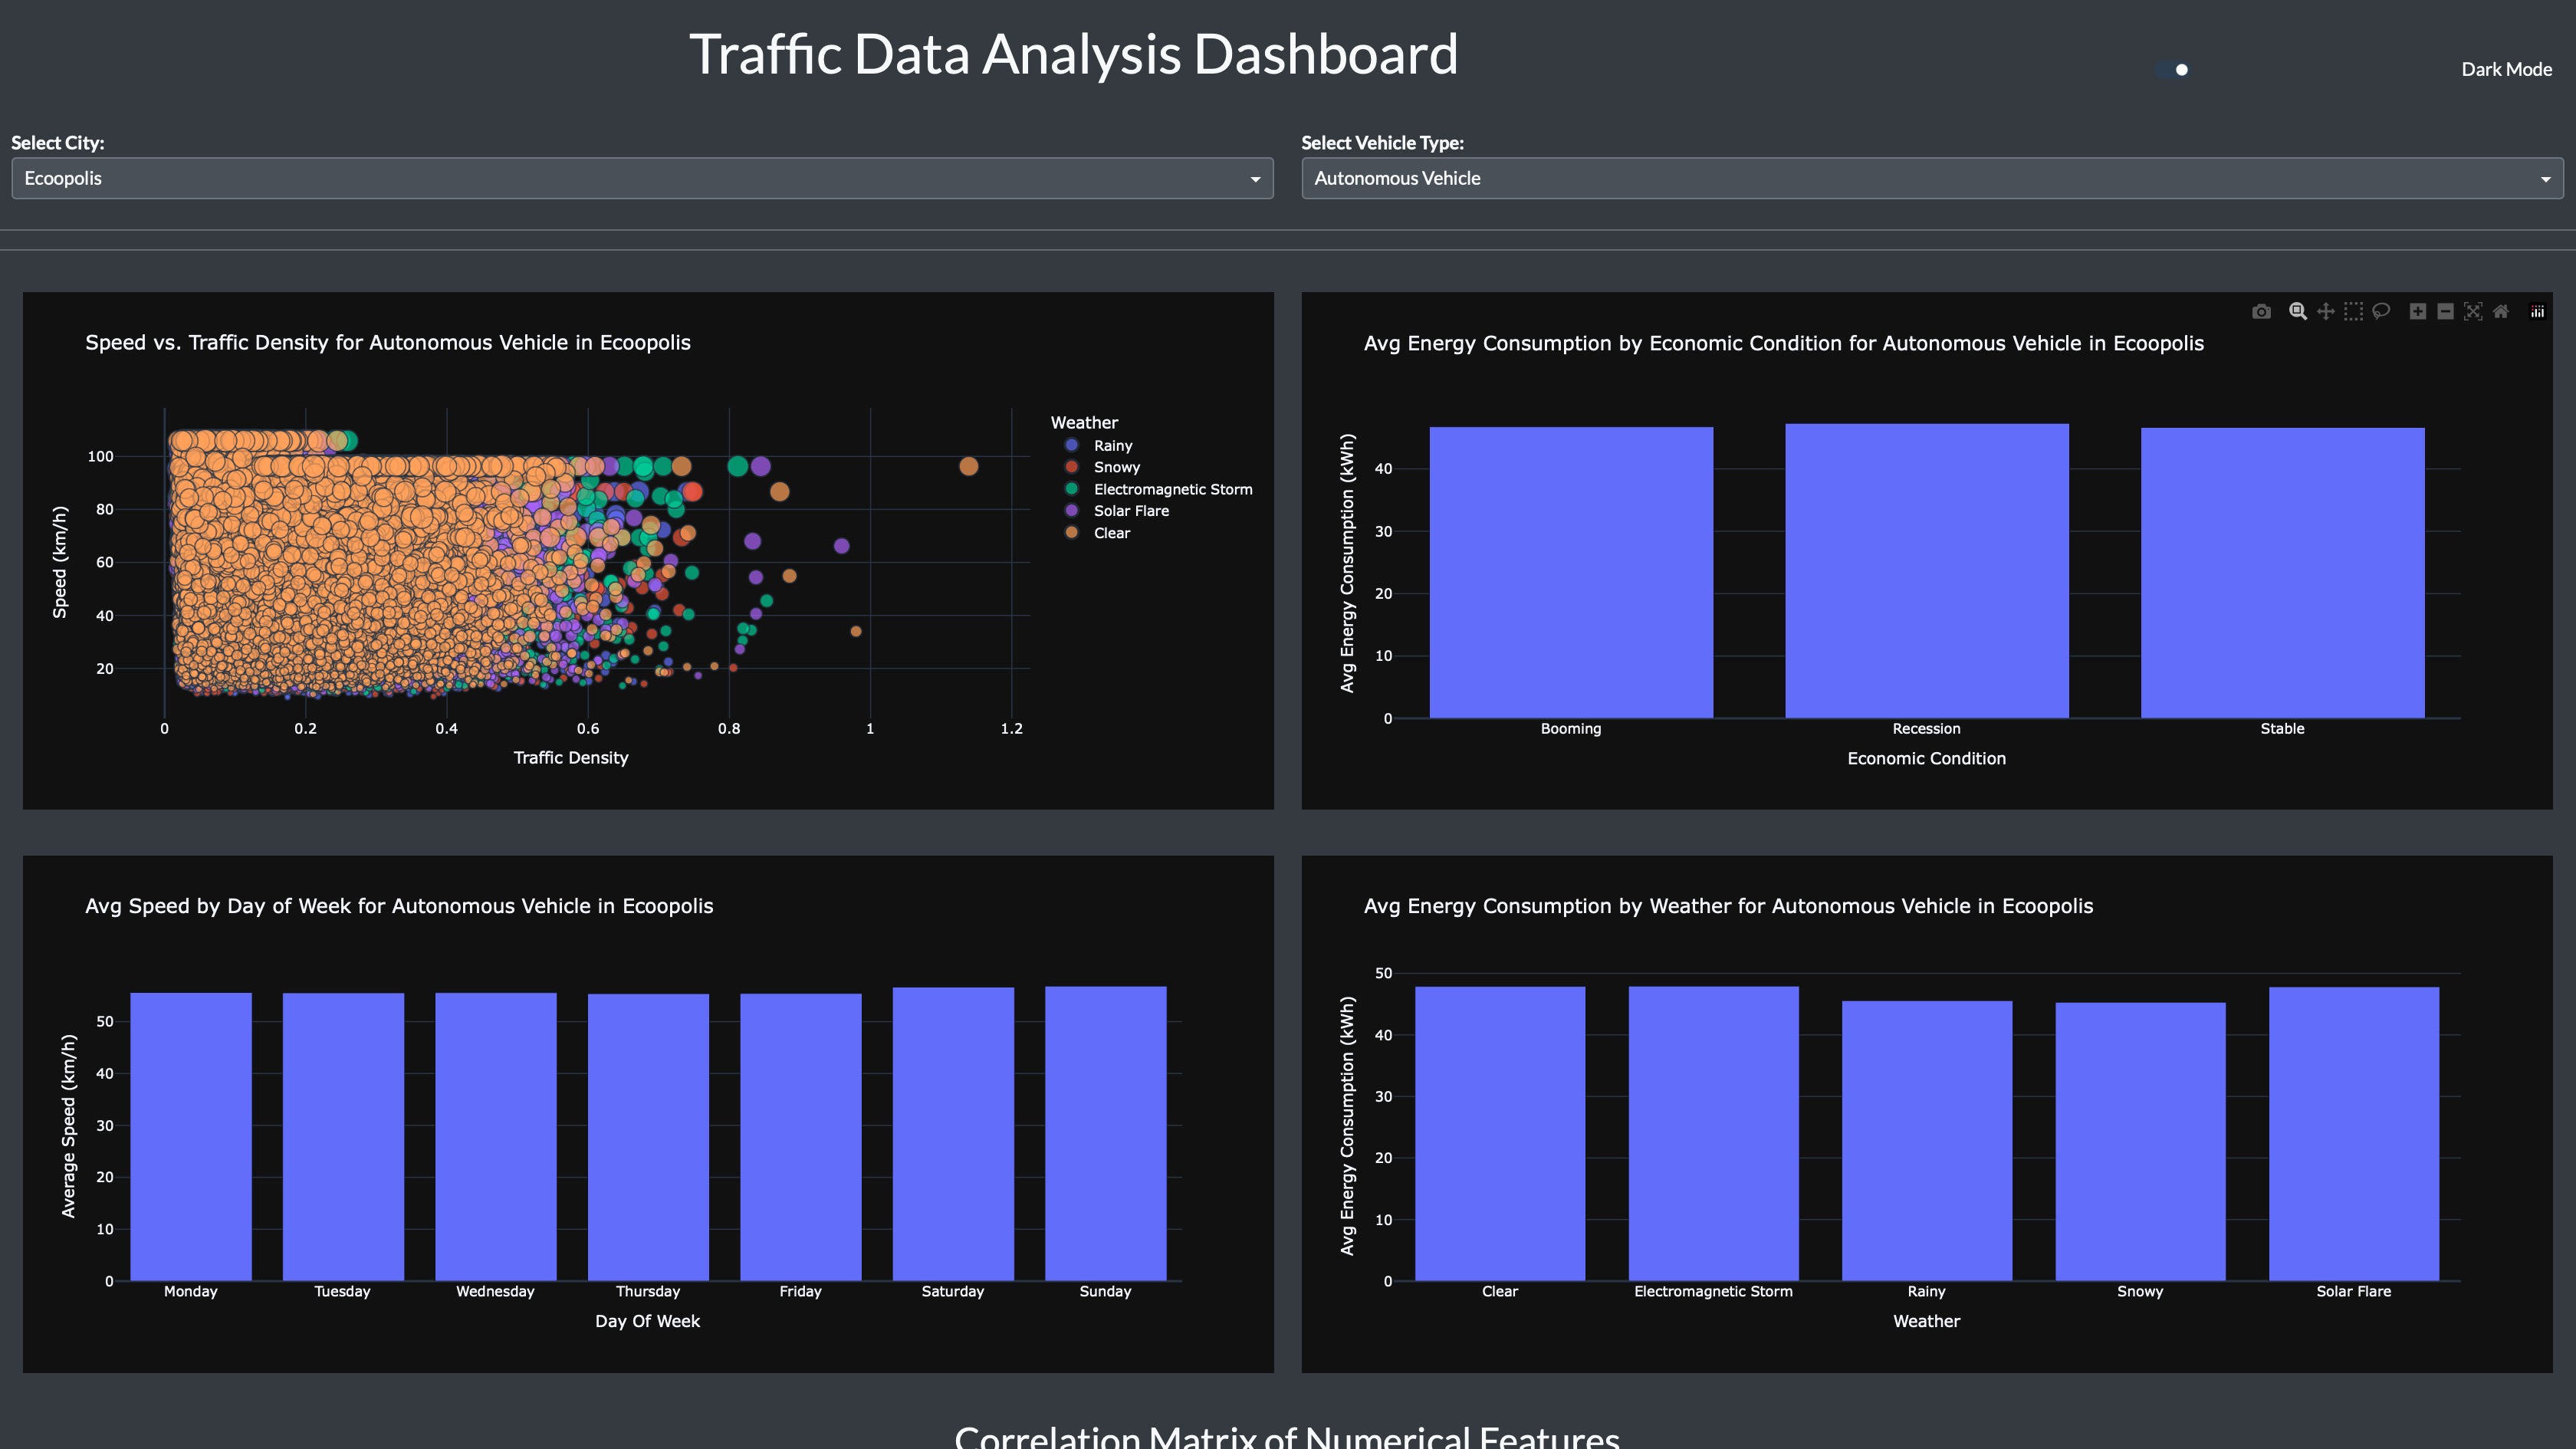 Traffic Data Analysis Dashboard
Dark Mode
Select City:
Ecoopolis
Select Vehicle Type:
Autonomous Vehicle
Speed vs. Traffic Density for Autonomous Vehicle in Ecoopolis
Speed (km/h)
100
80
60
40
20
0
0.2
0.4
0.6
0.8
1
1.2
Traffic Density
Weather
Rainy
Snowy
Electromagnetic Storm
Solar Flare
Clear
Avg Energy Consumption by Economic Condition for Autonomous Vehicle in Ecoopolis
Avg Energy Consumption (kWh)
40
30
20
10
0
Booming
Recession
Stable
Economic Condition
Avg Speed by Day of Week for Autonomous Vehicle in Ecoopolis
Average Speed (km/h)
50
40
30
20
10
0
Monday
Tuesday
Wednesday
Thursday
Friday
Saturday
Sunday
Day Of Week
Avg Energy Consumption by Weather for Autonomous Vehicle in Ecoopolis
Avg Energy Consumption (kWh)
50
40
30
20
10
0
Clear
Electromagnetic Storm
Rainy
Snowy
Solar Flare
Weather
Correlation Matrix of Numerical Features